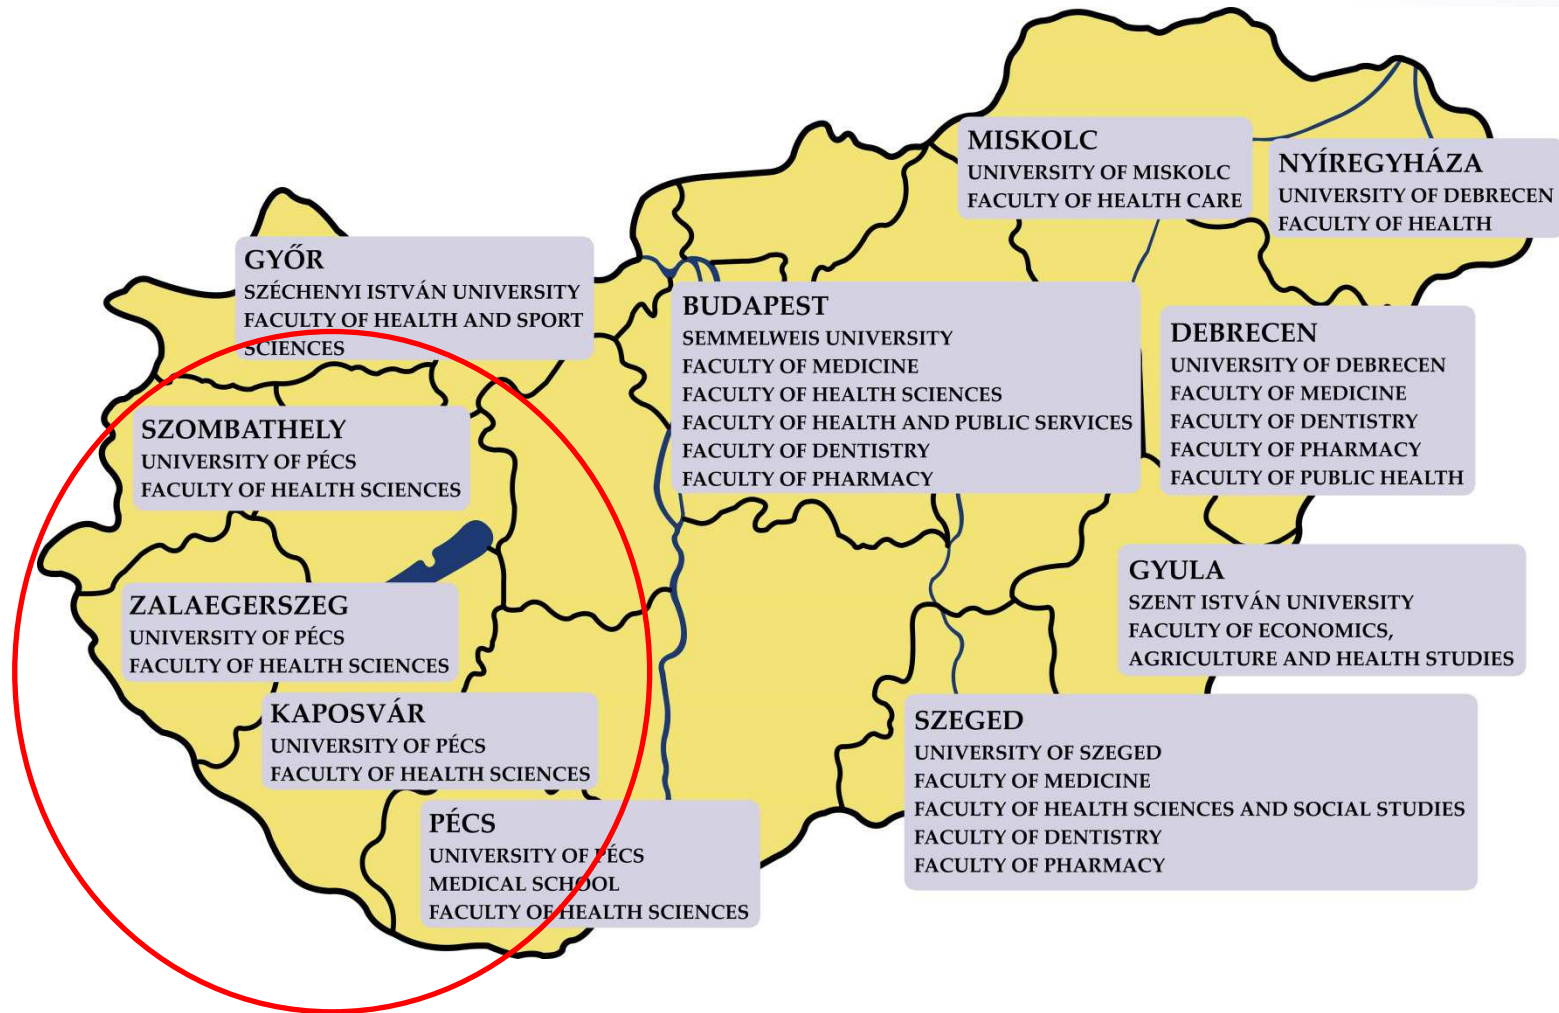 MISKOLC
UNIVERSITY OF MISKOLC
FACULTY OF HEALTH CARE
NYÍREGYHÁZA
UNIVERSITY OF DEBRECEN
FACULTY OF HEALTH
GYŐR
SZÉCHENYI ISTVÁN UNIVERSITY
FACULTY OF HEALTH AND SPORT
SCIENCES
BUDAPEST
SEMMELWEIS UNIVERSITY
FACULTY OF MEDICINE
FACULTY OF HEALTH SCIENCES
FACULTY OF HEALTH AND PUBLIC SERVICES
FACULTY OF DENTISTRY
FACULTY OF PHARMACY
DEBRECEN
UNIVERSITY OF DEBRECEN
FACULTY OF MEDICINE
FACULTY OF DENTISTRY
FACULTY OF PHARMACY
FACULTY OF PUBLIC HEALTH
SZOMBATHELY
UNIVERSITY OF PÉCS
FACULTY OF HEALTH SCIENCES
GYULA
SZENT ISTVÁN UNIVERSITY
FACULTY OF ECONOMICS,
AGRICULTURE AND HEALTH STUDIES
ZALAEGERSZEG
UNIVERSITY OF PÉCS
FACULTY OF HEALTH SCIENCES
KAPOSVÁR
UNIVERSITY OF PÉCS
FACULTY OF HEALTH SCIENCES
SZEGED
UNIVERSITY OF SZEGED
FACULTY OF MEDICINE
FACULTY OF HEALTH SCIENCES AND SOCIAL STUDIES
FACULTY OF DENTISTRY
FACULTY OF PHARMACY
PÉCS
UNIVERSITY OF PÉCS
MEDICAL SCHOOL
FACULTY OF HEALTH SCIENCES